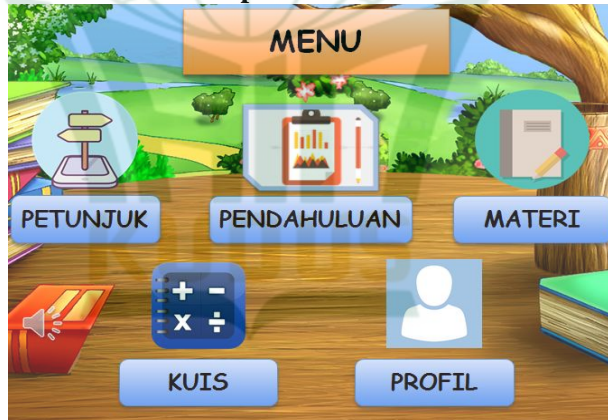 MENU
PETUNJUK
PENDAHULUAN
MATERI
KUIS
PROFIL